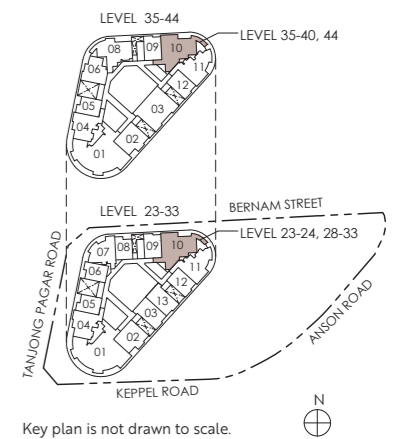 LEVEL 35-44
LEVEL 35-40, 44
08 09 10
11
06
12
05
03
04
02
01
LEVEL 23-33
BERNAM STREET
LEVEL 23-24, 28-33
TANJONG PAGAR ROAD
07 08 09 10
11
06
12
05
13
03
04
02
01
ANSON ROAD
KEPPEL ROAD
N
Key plan is not drawn to scale.